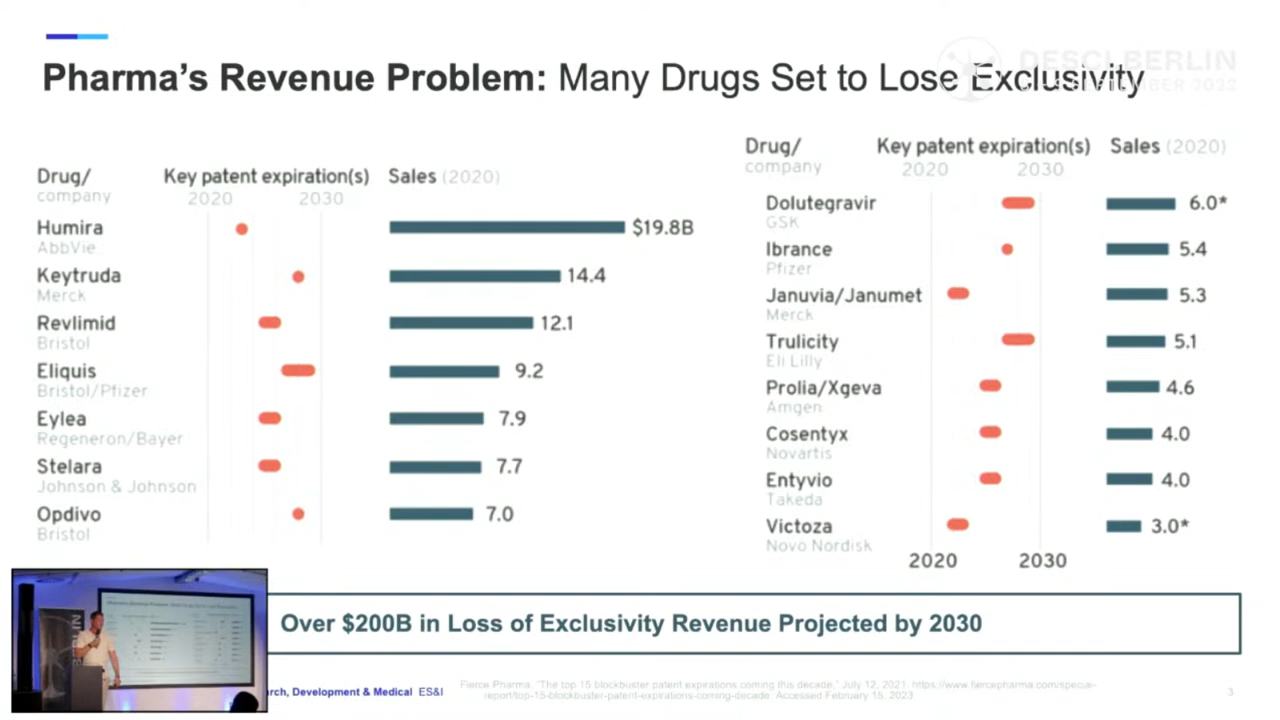 Pharma's Revenue Problem: Many Drugs Set to Lose Exclusivity
DESCI.BERLIN
SEPTEMBER 2023
Drug/
company
Key patent expiration(s)
2020 2030
Sales (2020)
Humira
AbbVie
$19.8B
Keytruda
Merck
14.4
Revlimid
Bristol
12.1
Eliquis
Bristol/Pfizer
9.2
Eylea
Regeneron/Bayer
7.9
Stelara
Johnson & Johnson
7.7
Opdivo
Bristol
7.0
Drug/
company
Key patent expiration(s)
2020 2030
Sales (2020)
Dolutegravir
GSK
6.0*
Ibrance
Pfizer
5.4
Januvia/Janumet
Merck
5.3
Trulicity
Eli Lilly
5.1
Prolia/Xgeva
Amgen
4.6
Cosentyx
Novartis
4.0
Entyvio
Takeda
4.0
Victoza
Novo Nordisk
3.0*
2020 2030
Over $200B in Loss of Exclusivity Revenue Projected by 2030
BERLIN
rch, Development & Medical ES&I
Fierce Pharma. "The top 15 blockbuster patent expirations coming this decade." July 12, 2021. https://www.fiercepharma.com/special-
report/top-15-blockbuster-patent-expirations-coming-decade. Accessed February 15, 2023
3